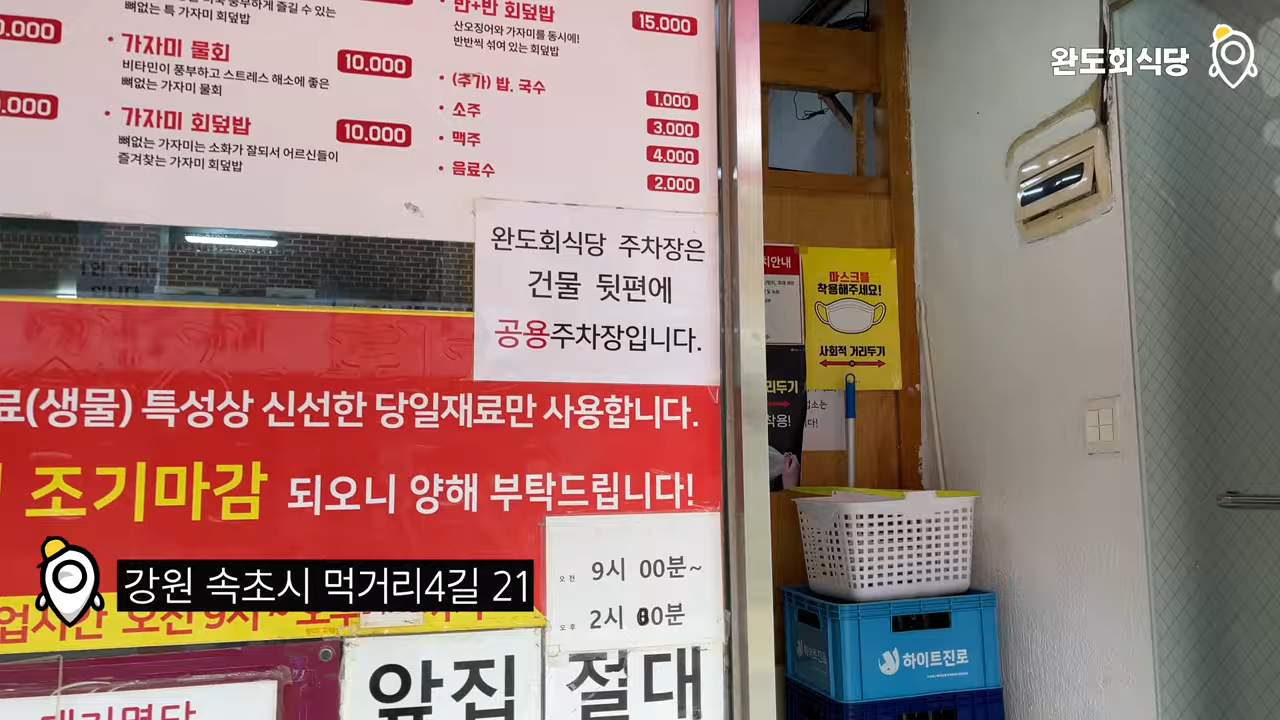 뼈없는 특 가자미 회덮밥
가자미 물회
10.000
비타민이 풍부하고 스트레스 해소에 좋은
뼈없는 가자미 물회
가자미 회덮밥
10.000
뼈없는 가자미는 소화가 잘되서 어르신들이
즐겨찾는 가자미 회덮밥
반+반 회덮밥
15.000
산오징어와 가자미를 동시에!
반반씩 섞여 있는 회덮밥
(추가) 밥, 국수
1.000
소주
3.000
맥주
4.000
음료수
2.000
완도회식당
완도회식당 주차장은
건물 뒷편에
공용주차장입니다.
마스크를
착용해주세요!
사회적 거리두기
료(생물) 특성상 신선한 당일재료만 사용합니다.
조기마감 되오니 양해 부탁드립니다!
오전 9시 00분~
오후 2시 30분
강원 속초시 먹거리4길 21
앞집 절대
하이트진로